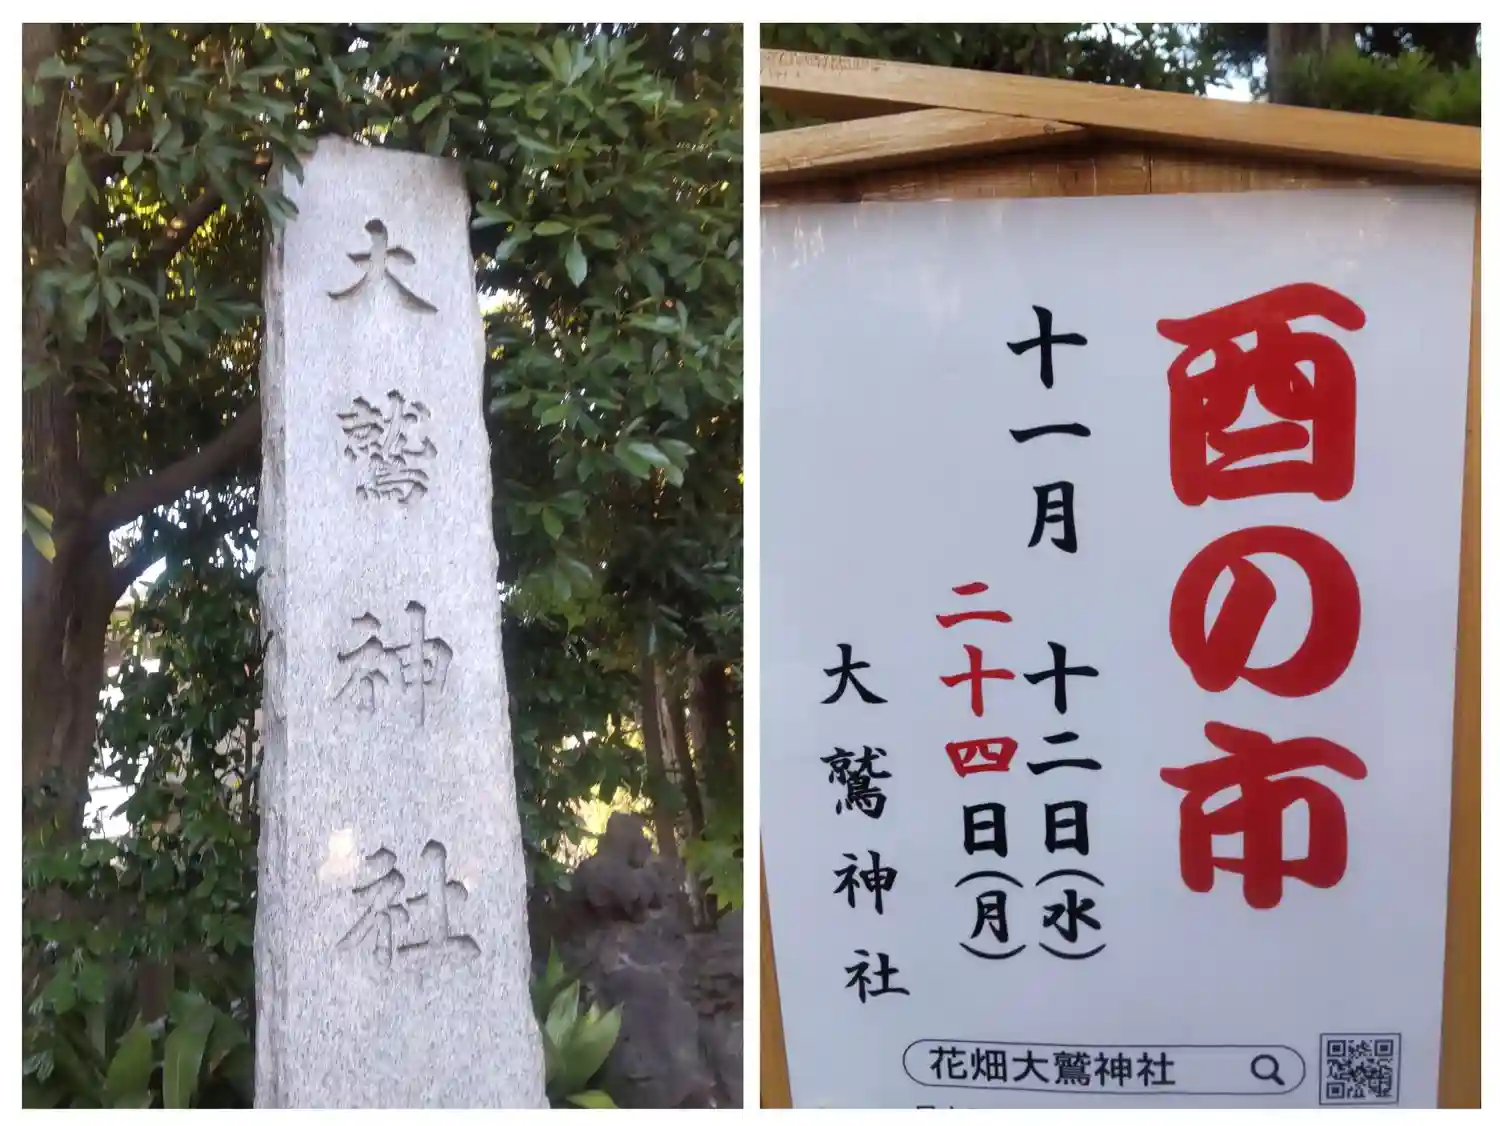 大鷲神社
酉の市
十一月 十二日(水)
二十四日(月)
大鷲神社
花畑大鷲神社